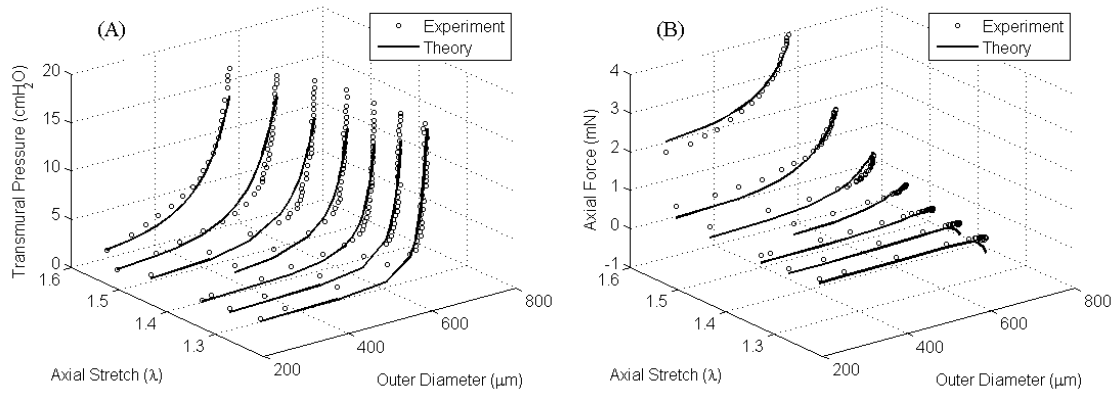 (A)
Experiment
Theory
Transmural Pressure (cmH2O)
20
15
10
5
0
1.6
1.5
1.4
1.3
Axial Stretch (λ)
200
400
600
800
Outer Diameter (μm)
(B)
Experiment
Theory
Axial Force (mN)
4
3
2
1
0
-1
1.6
1.5
1.4
1.3
Axial Stretch (λ)
200
400
600
800
Outer Diameter (μm)